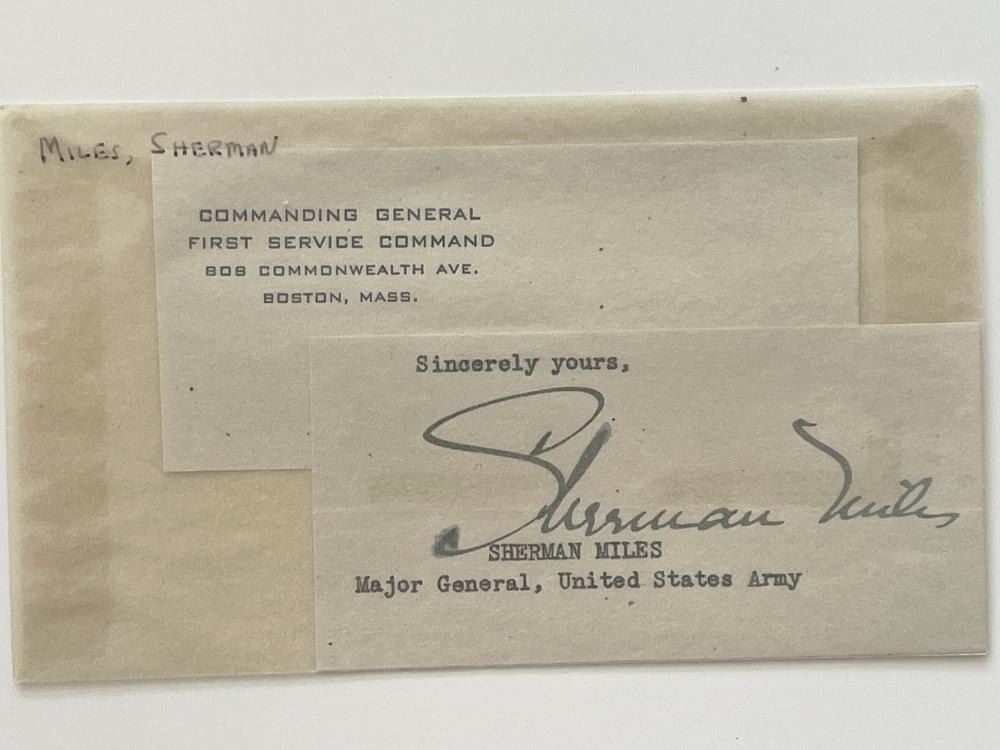 MILES, SHERMAN
COMMANDING GENERAL
FIRST SERVICE COMMAND
808 COMMONWEALTH AVE.
BOSTON, MASS.
Sincerely yours,
Sherman Miles
SHERMAN MILES
Major General, United States Army